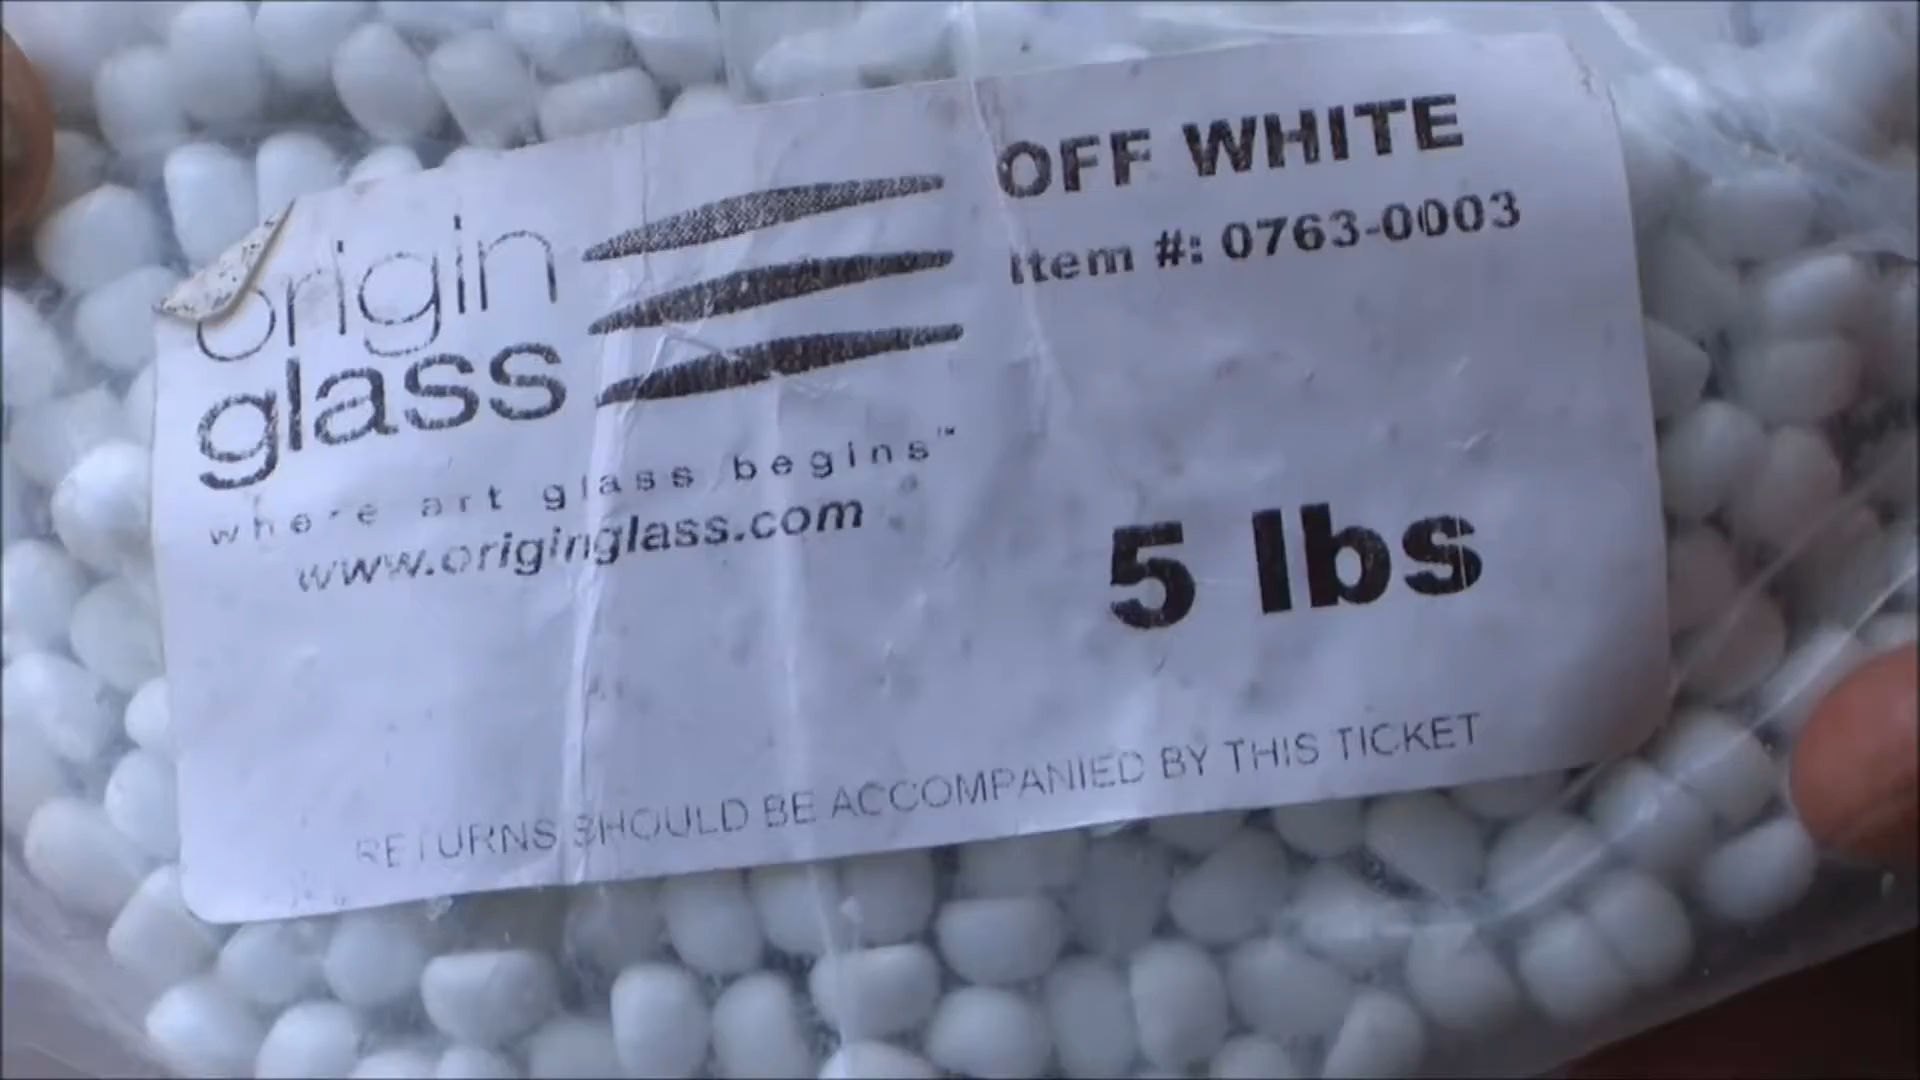 origin
glass
where art glass begins™
www.originglass.com
OFF WHITE
Item #: 0763-0003
5 lbs
RETURNS SHOULD BE ACCOMPANIED BY THIS TICKET